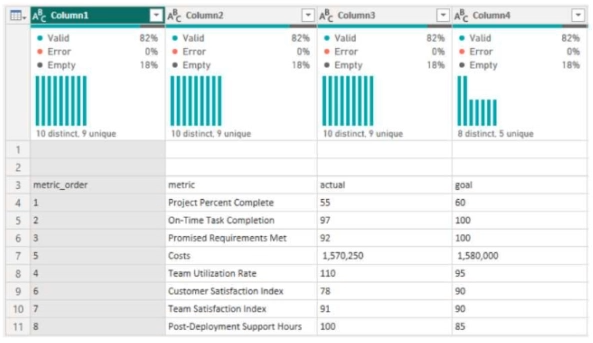 ABC Column1 ABC Column2 ABC Column3 ABC Column4
Valid 82% Valid 82% Valid 82% Valid 82%
Error 0% Error 0% Error 0% Error 0%
Empty 18% Empty 18% Empty 18% Empty 18%
10 distinct, 9 unique 10 distinct, 9 unique 10 distinct, 9 unique 8 distinct, 5 unique
1
2
3 metric_order metric actual goal
4 1 Project Percent Complete 55 60
5 2 On-Time Task Completion 97 100
6 3 Promised Requirements Met 92 100
7 5 Costs 1,570,250 1,580,000
8 4 Team Utilization Rate 110 95
9 6 Customer Satisfaction Index 78 90
10 7 Team Satisfaction Index 91 90
11 8 Post-Deployment Support Hours 100 85